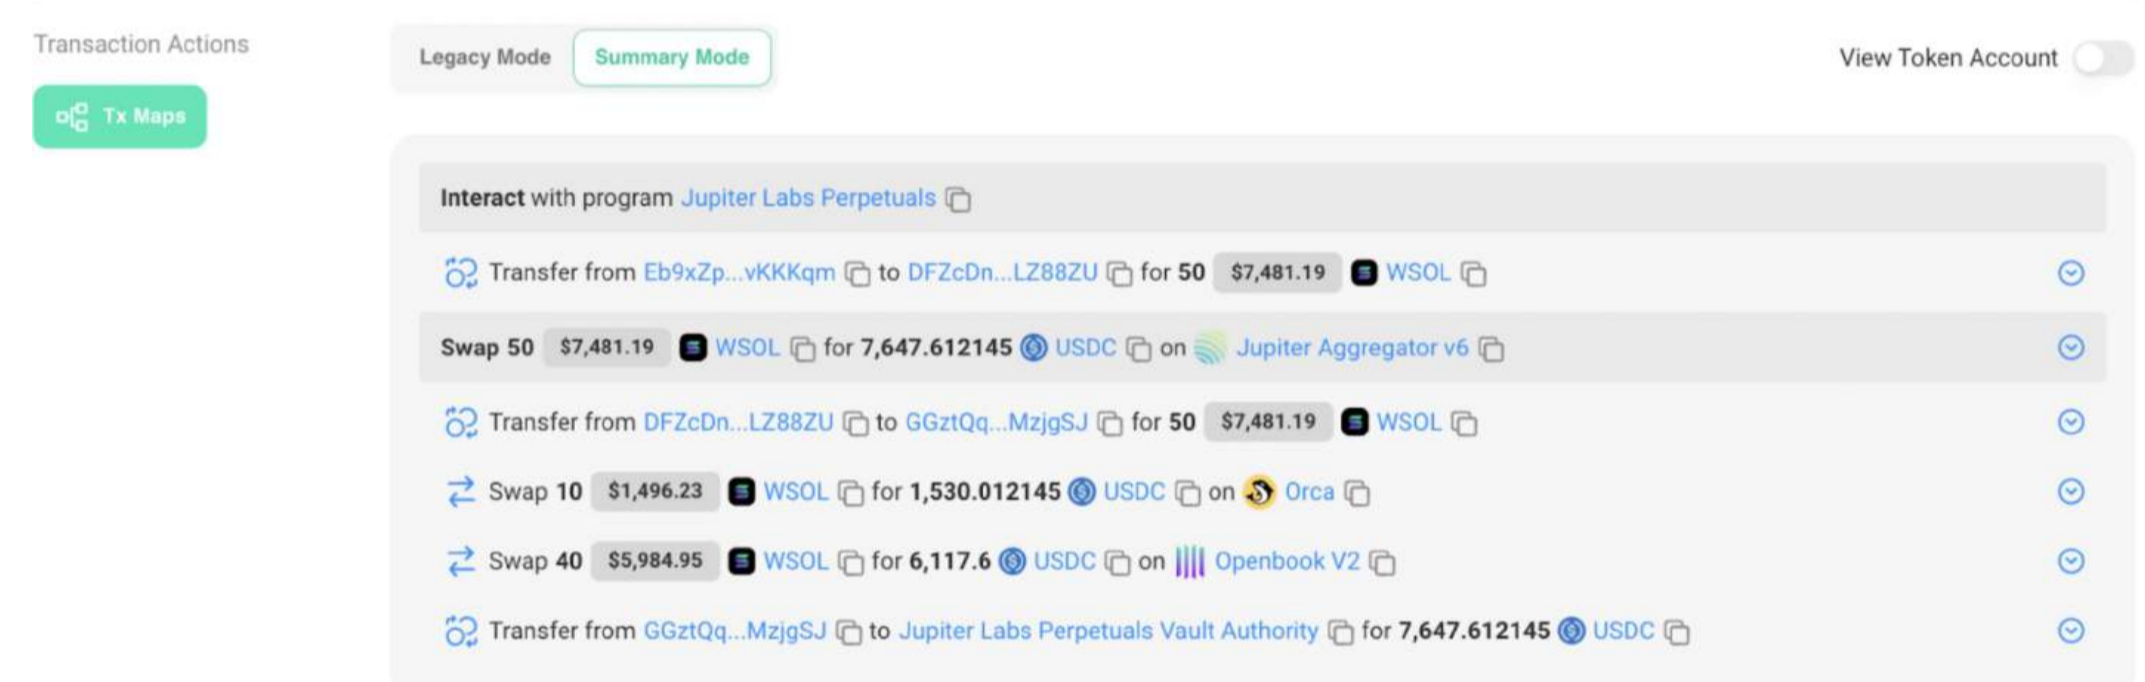 Transaction Actions
Legacy Mode Summary Mode
View Token Account
Tx Maps
Interact with program Jupiter Labs Perpetuals
Transfer from Eb9xZp...vKKKqm to DFZcDn...LZ88ZU for 50 $7,481.19 WSOL
Swap 50 $7,481.19 WSOL for 7,647.612145 USDC on Jupiter Aggregator v6
Transfer from DFZcDn...LZ88ZU to GGztQq...MzjgSJ for 50 $7,481.19 WSOL
Swap 10 $1,496.23 WSOL for 1,530.012145 USDC on Orca
Swap 40 $5,984.95 WSOL for 6,117.6 USDC on Openbook V2
Transfer from GGztQq...MzjgSJ to Jupiter Labs Perpetuals Vault Authority for 7,647.612145 USDC